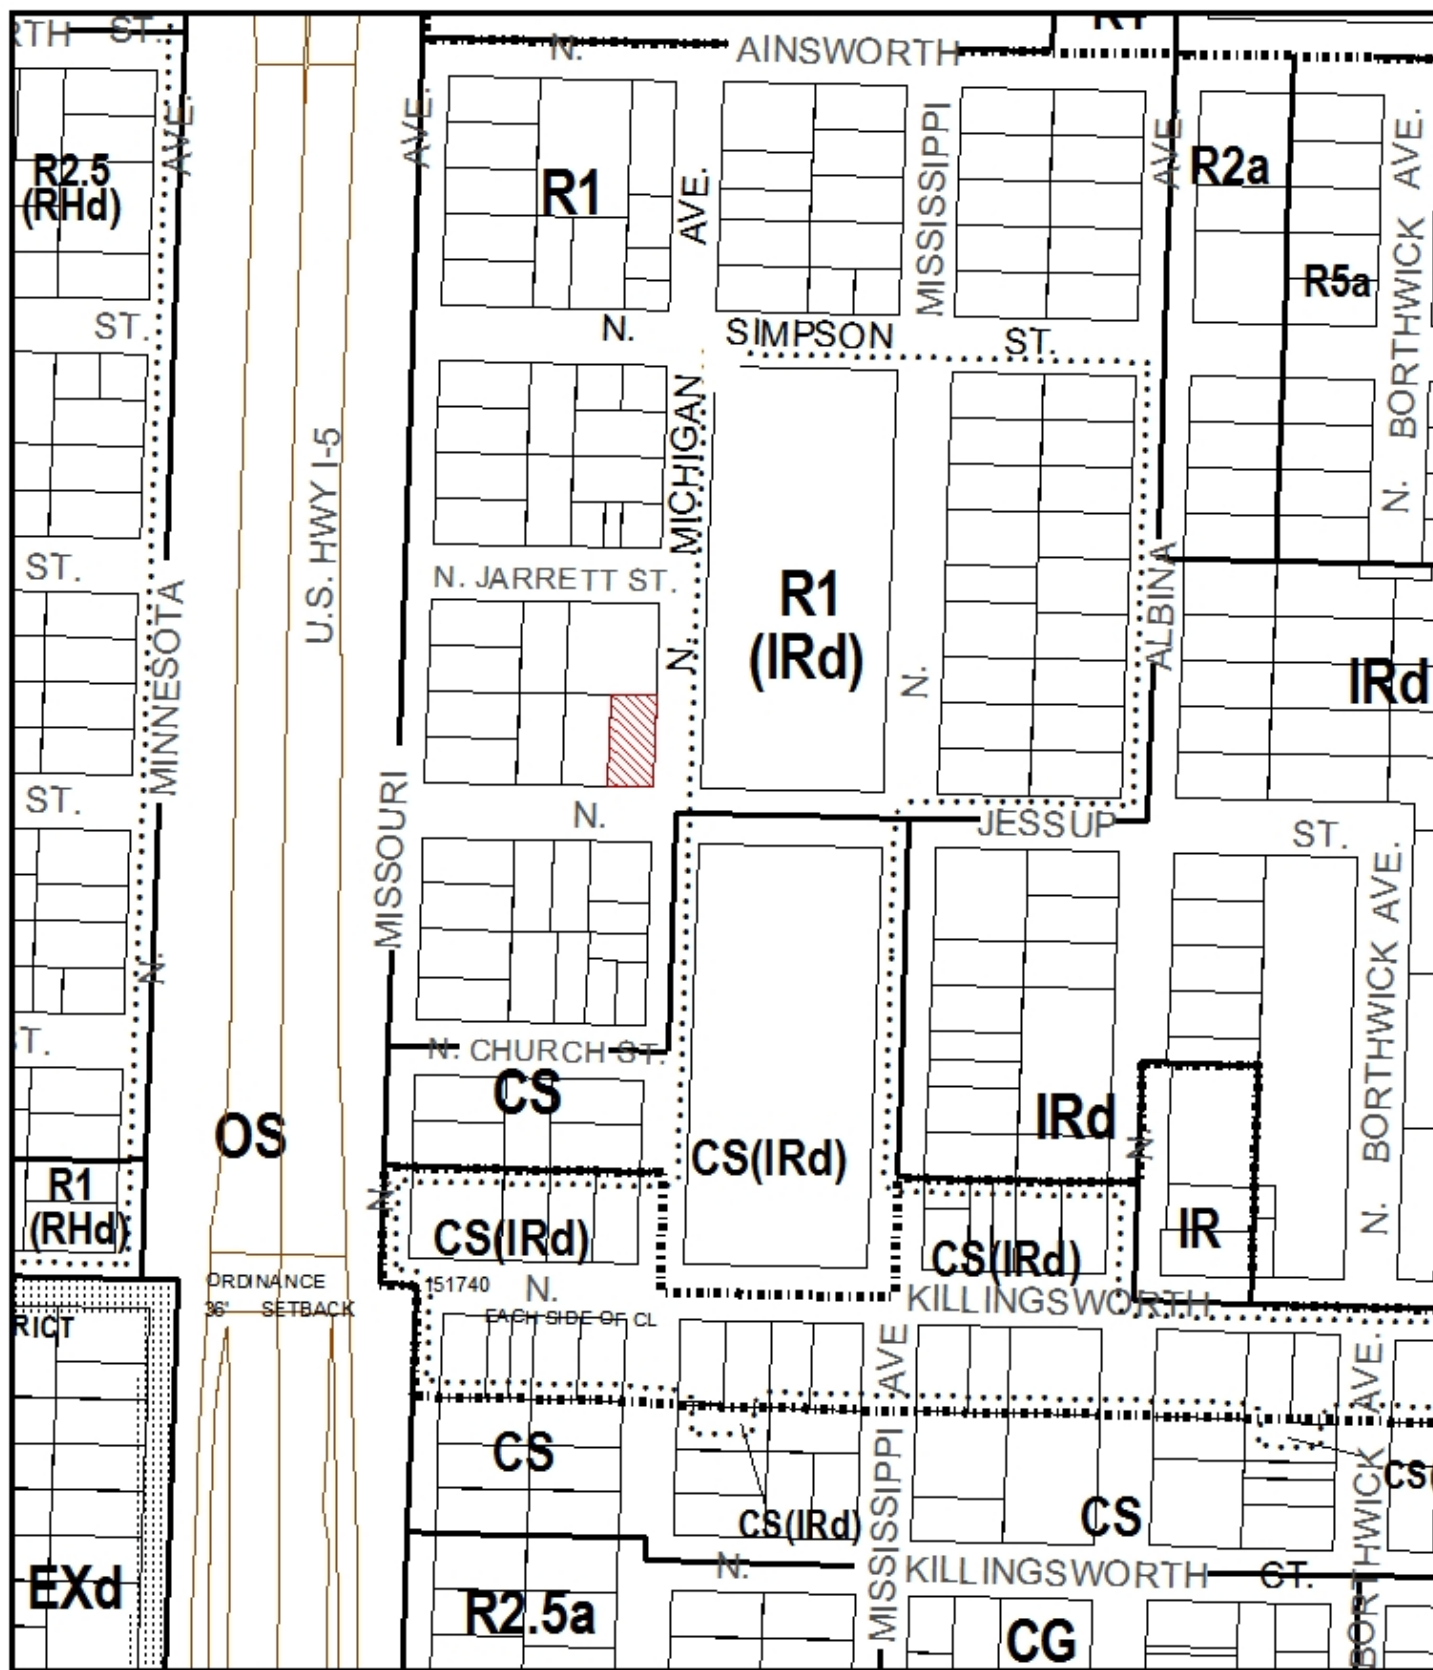 RTH ST.
N. AINSWORTH
R1
AVE.
AVE.
R2.5
(RHd)
R1
AVE.
MISSISSIPPI
AVE.
R2a
R5a
N. BORTHWICK AVE.
ST.
N. SIMPSON ST.
N. MICHIGAN
U.S. HWY I-5
ST.
N. JARRETT ST.
R1
(IRd)
N.
ALBINA
IRd
N. MINNESOTA
ST.
N. MISSOURI
N. JESSUP ST.
ST.
N. CHURCH ST.
CS
OS
CS(IRd)
IRd
N.
N. BORTHWICK AVE.
R1
(RHd)
CS(IRd)
CS(IRd)
IR
ORDINANCE 151740
36' SETBACK EACH SIDE OF CL
N. KILLINGSWORTH
RICT
CS
CS(IRd)
MISSISSIPPI AVE
CS
CS(
BORTHWICK AVE.
N. KILLINGSWORTH CT.
EXd
R2.5a
CG